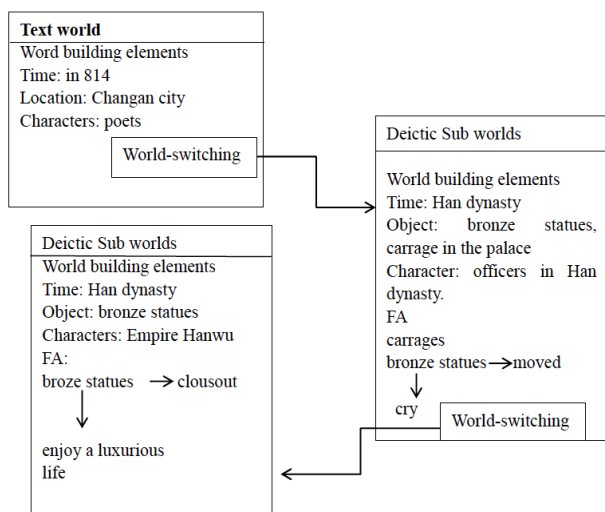 Text world
Word building elements
Time: in 814
Location: Changan city
Characters: poets
World-switching
Deictic Sub worlds
World building elements
Time: Han dynasty
Object: bronze statues,
carrage in the palace
Character: officers in Han
dynasty.
FA
carrages
bronze statues moved
cry
World-switching
Deictic Sub worlds
World building elements
Time: Han dynasty
Object: bronze statues
Characters: Empire Hanwu
FA:
broze statues clousout
enjoy a luxurious
life